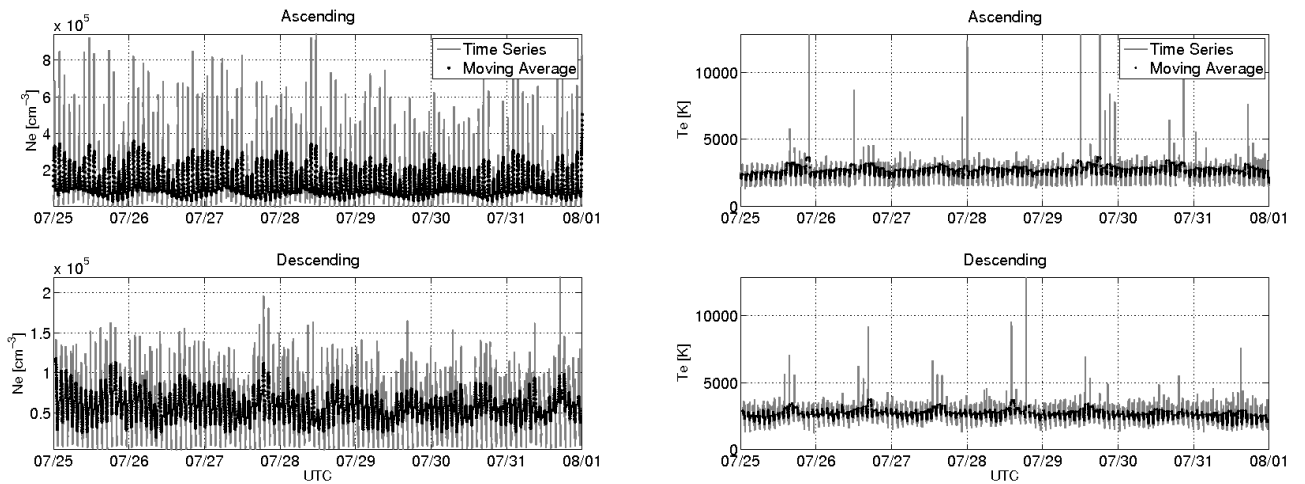 Ascending
x 10⁵
8
6
4
2
Ne [cm⁻³]
Time Series
Moving Average
07/25 07/26 07/27 07/28 07/29 07/30 07/31 08/01
Ascending
10000
5000
0
Te [K]
Time Series
Moving Average
07/25 07/26 07/27 07/28 07/29 07/30 07/31 08/01
Descending
x 10⁵
2
1.5
1
0.5
Ne [cm⁻³]
07/25 07/26 07/27 07/28 07/29 07/30 07/31 08/01
UTC
Descending
10000
5000
0
Te [K]
07/25 07/26 07/27 07/28 07/29 07/30 07/31 08/01
UTC